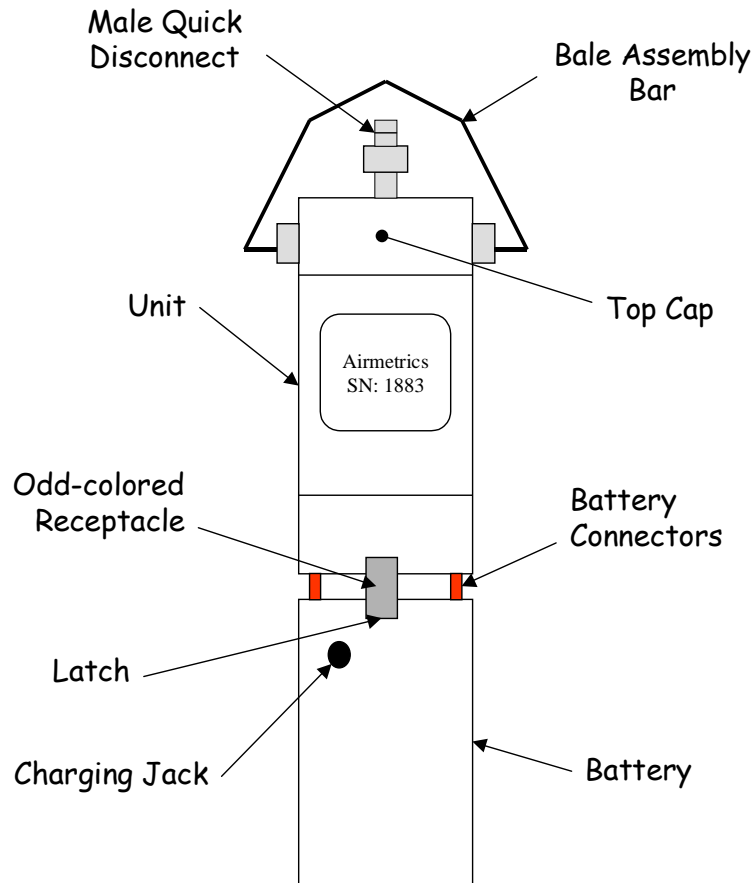 Male Quick
Disconnect
Bale Assembly
Bar
Unit
Top Cap
Airmetrics
SN: 1883
Odd-colored
Receptacle
Battery
Connectors
Latch
Charging Jack
Battery